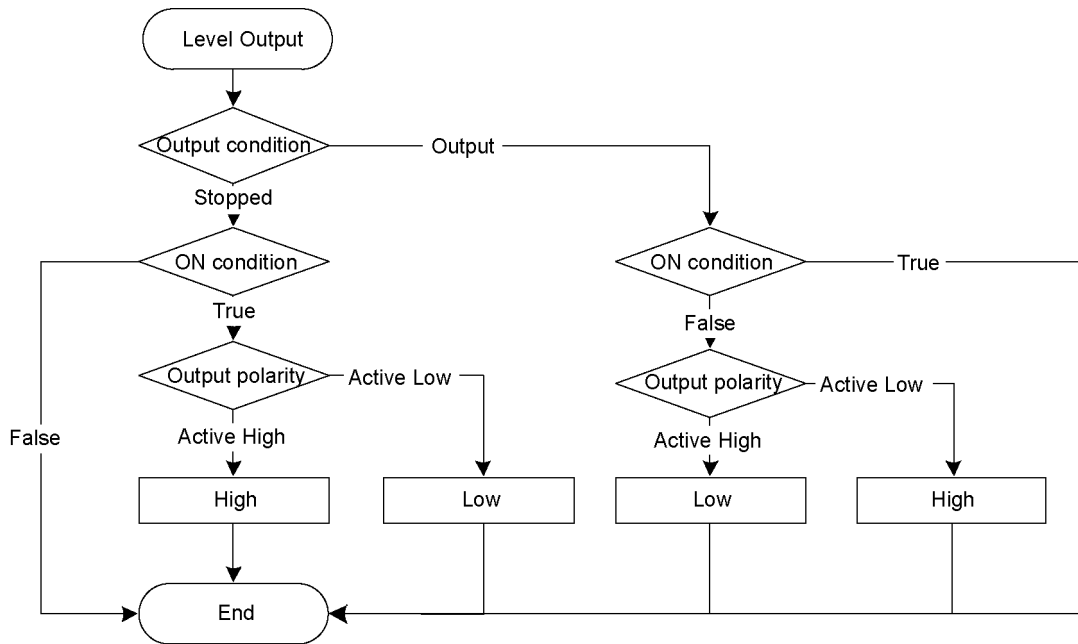 Level Output
Output condition
Output
Stopped
ON condition
ON condition
True
True
False
Output polarity
Active Low
Output polarity
Active Low
False
Active High
Active High
High
Low
Low
High
End